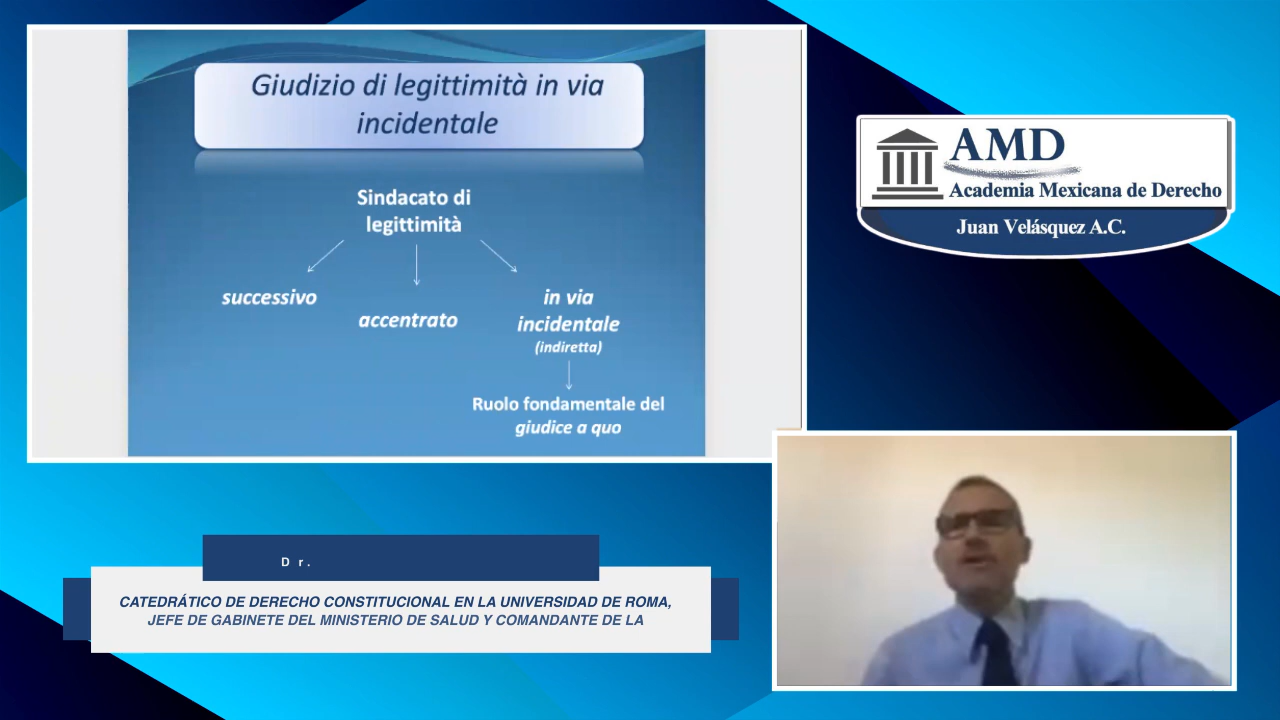 Giudizio di legittimità in via
incidentale
Sindacato di
legittimità
successivo
accentrato
in via
incidentale
(indiretta)
Ruolo fondamentale del
giudice a quo
AMD
Academia Mexicana de Derecho
Juan Velásquez A.C.
Dr.
CATEDRÁTICO DE DERECHO CONSTITUCIONAL EN LA UNIVERSIDAD DE ROMA,
JEFE DE GABINETE DEL MINISTERIO DE SALUD Y COMANDANTE DE LA